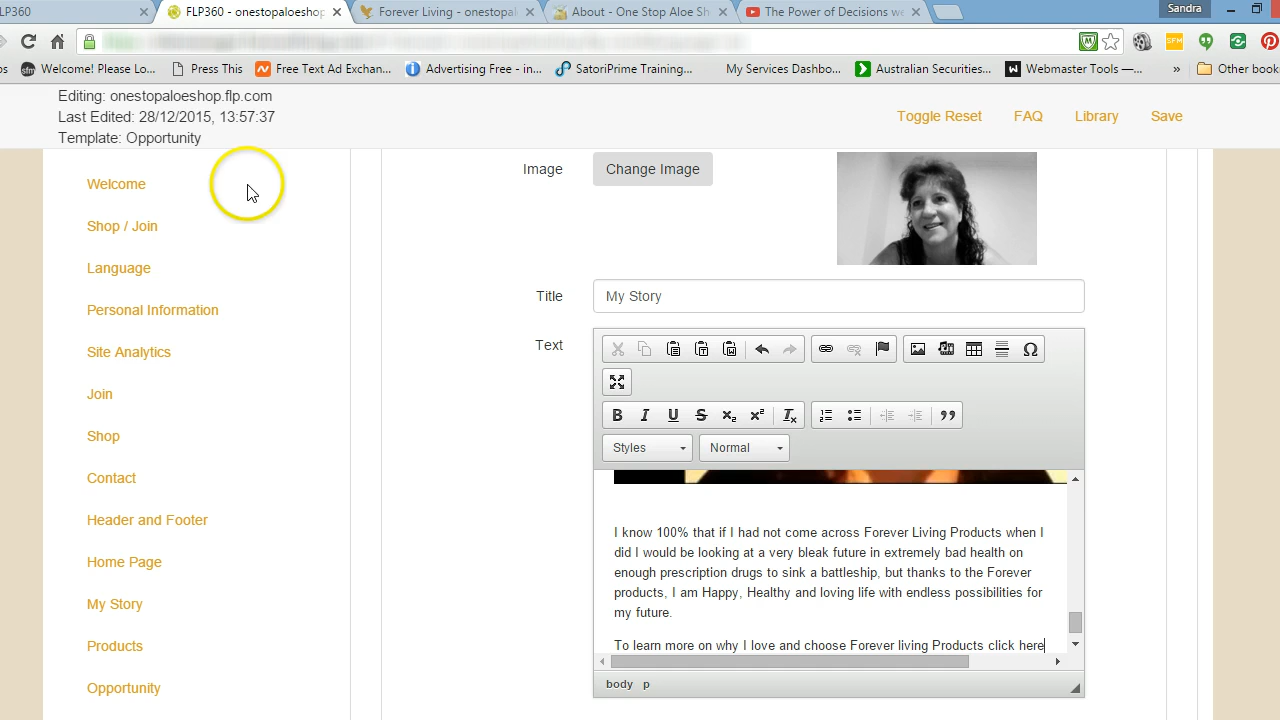 FLP360
FLP360 - onestopaloeshop
Forever Living - onestopal
About - One Stop Aloe Sh
The Power of Decisions we
Sandra
Welcome! Please Lo...
Press This
Free Text Ad Exchan...
Advertising Free - in...
SatoriPrime Training...
My Services Dashbo...
Australian Securities...
Webmaster Tools —...
»
Other book
SFM
Editing: onestopaloeshop.flp.com
Last Edited: 28/12/2015, 13:57:37
Template: Opportunity
Toggle Reset
FAQ
Library
Save
Welcome
Shop / Join
Language
Personal Information
Site Analytics
Join
Shop
Contact
Header and Footer
Home Page
My Story
Products
Opportunity
Image
Change Image
Title
My Story
Text
Styles
Normal
I know 100% that if I had not come across Forever Living Products when I
did I would be looking at a very bleak future in extremely bad health on
enough prescription drugs to sink a battleship, but thanks to the Forever
products, I am Happy, Healthy and loving life with endless possibilities for
my future.
To learn more on why I love and choose Forever living Products click here
body p